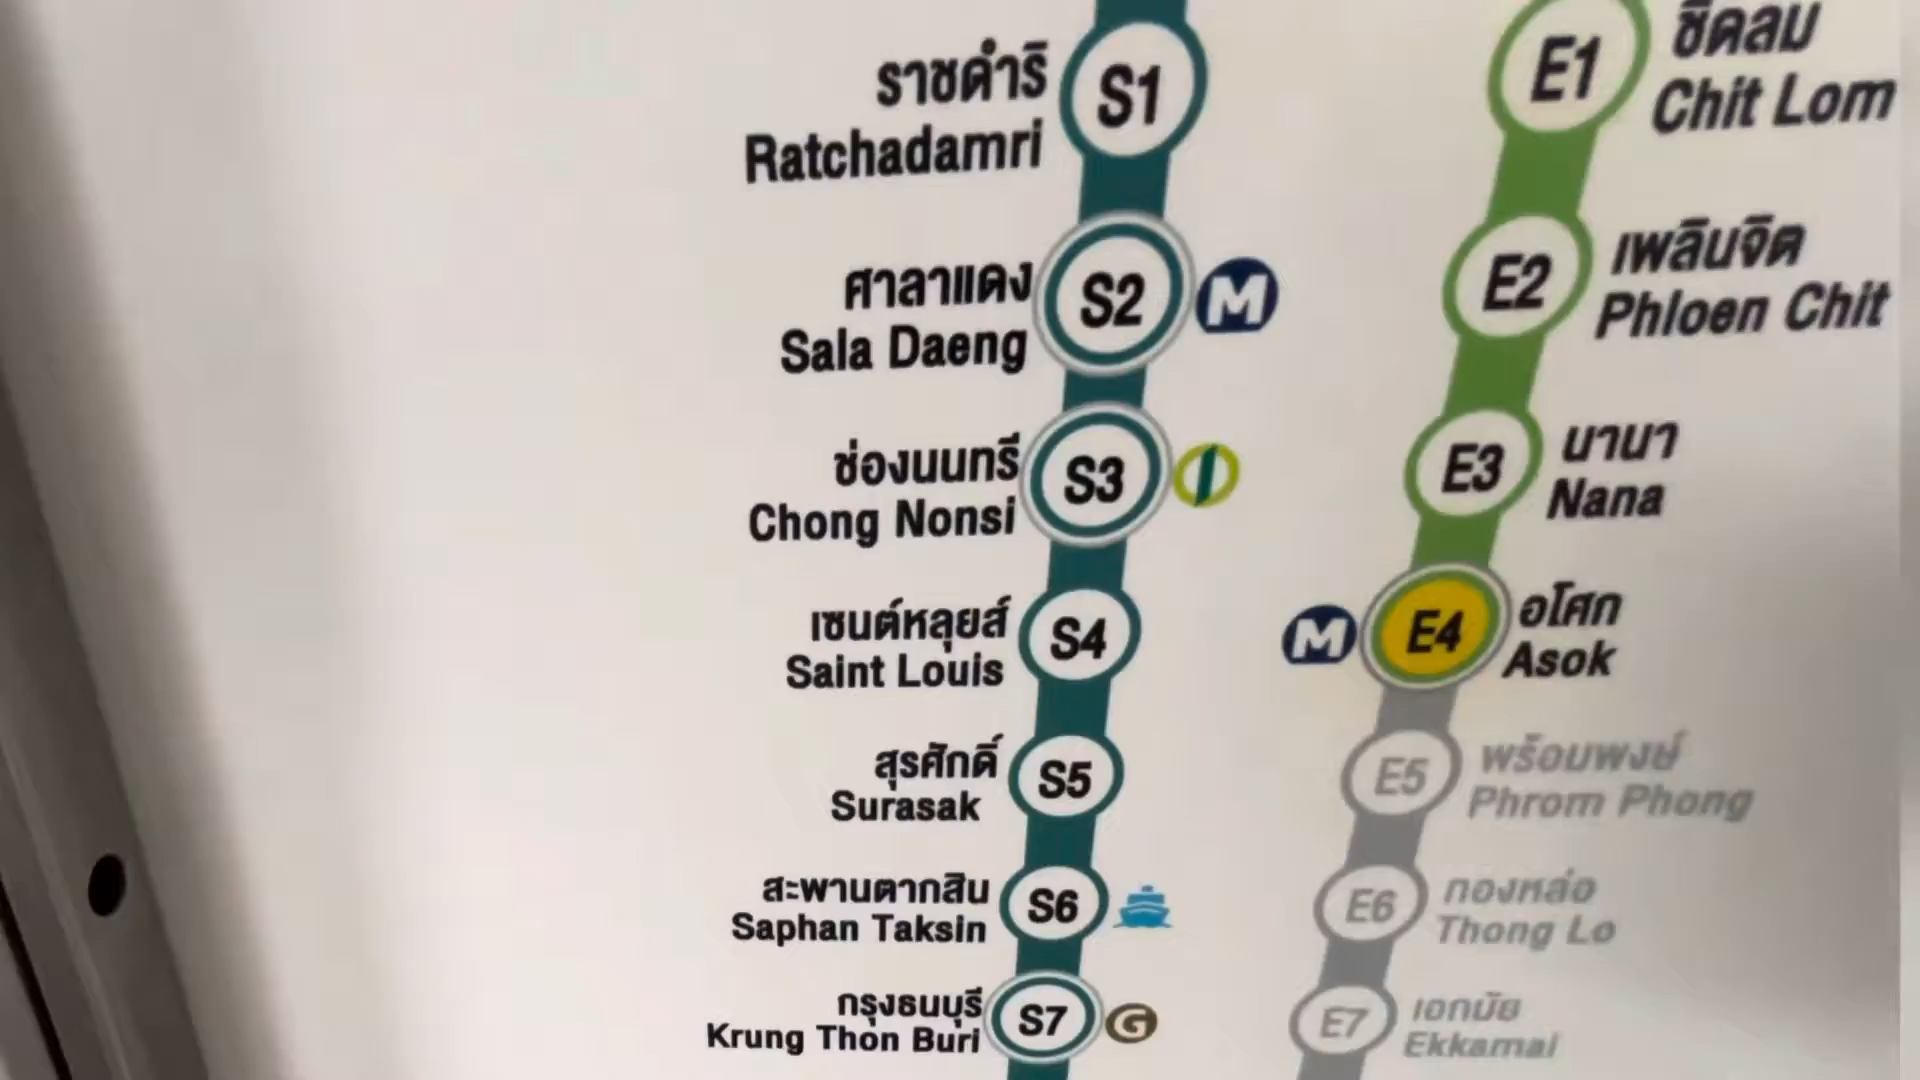 ราชดำริ
Ratchadamri
S1
ศาลาแดง
Sala Daeng
S2
M
ช่องนนทรี
Chong Nonsi
S3
เซนต์หลุยส์
Saint Louis
S4
สุรศักดิ์
Surasak
S5
สะพานตากสิน
Saphan Taksin
S6
กรุงธนบุรี
Krung Thon Buri
S7
G
E1
ชิดลม
Chit Lom
E2
เพลินจิต
Phloen Chit
E3
นานา
Nana
M
E4
อโศก
Asok
E5
พร้อมพงษ์
Phrom Phong
E6
ทองหล่อ
Thong Lo
E7
เอกมัย
Ekkamai